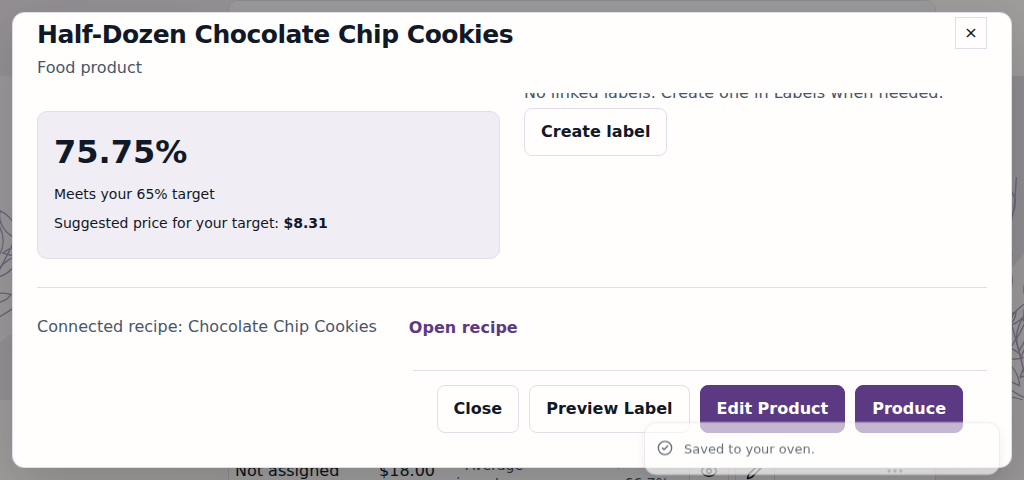 Half-Dozen Chocolate Chip Cookies
Food product
No linked labels. Create one in Labels when needed.
Create label
75.75%
Meets your 65% target
Suggested price for your target: $8.31
Connected recipe: Chocolate Chip Cookies
Open recipe
Close
Preview Label
Edit Product
Produce
Saved to your oven.
Not assigned
$18.00
Average